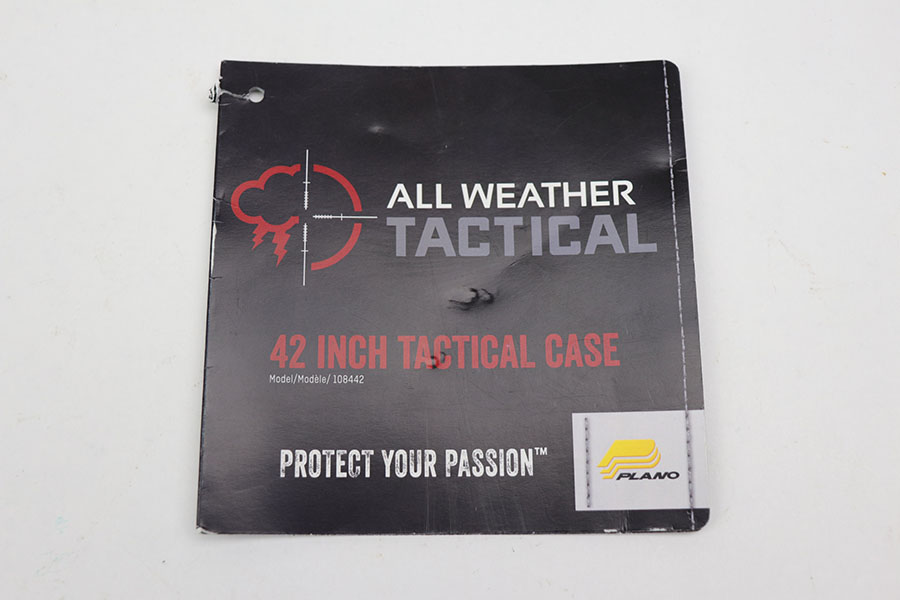 ALL WEATHER
TACTICAL
42 INCH TACTICAL CASE
Model/Modèle/ 108442
PROTECT YOUR PASSION™
PLANO